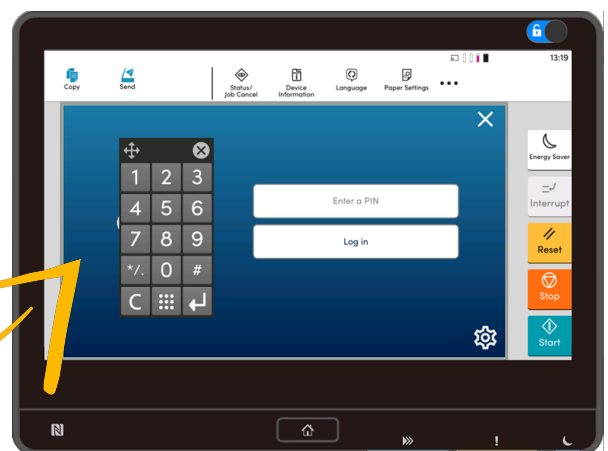 13:19
Copy
Send
Status/
Job Cancel
Device
Information
Language
Paper Settings
Energy Saver
Interrupt
Reset
Stop
Start
1 2 3
4 5 6
7 8 9
*/. 0 #
C
Enter a PIN
Log in